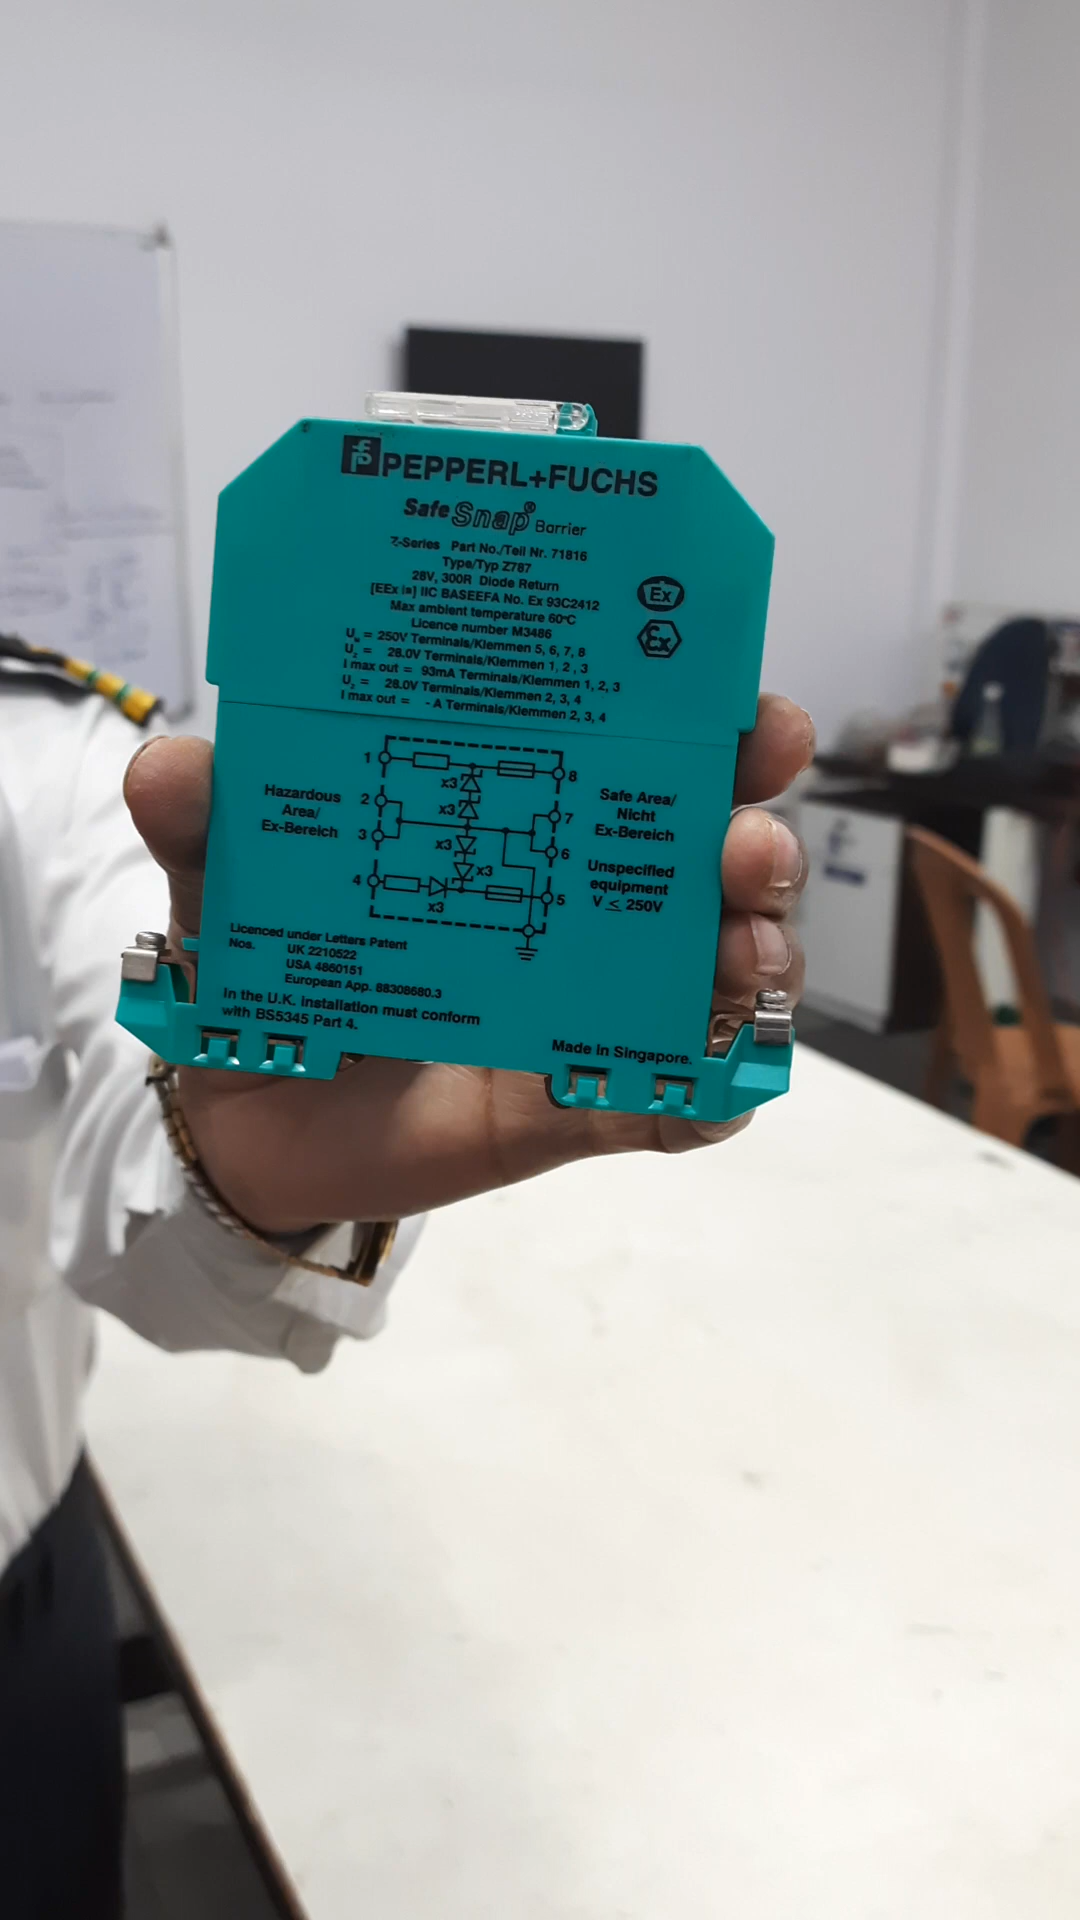 PEPPERL+FUCHS
Safe Snap® Barrier
Z-Series Part No./Teil Nr. 71816
Type/Typ Z787
28V, 300R Diode Return
[EEx ia] IIC BASEEFA No. Ex 93C2412
Max ambient temperature 60°C
Licence number M3486
Um = 250V Terminals/Klemmen 5, 6, 7, 8
Uz = 28.0V Terminals/Klemmen 1, 2 , 3
I max out = 93mA Terminals/Klemmen 1, 2, 3
Uz = 28.0V Terminals/Klemmen 2, 3, 4
I max out = - A Terminals/Klemmen 2, 3, 4
Ex
Ex
Hazardous
Area/
Ex-Bereich
1
2
3
4
x3
x3
x3
x3
x3
8
7
6
5
Safe Area/
Nicht
Ex-Bereich
Unspecified
equipment
V ≤ 250V
Licenced under Letters Patent
Nos. UK 2210522
USA 4860151
European App. 88308680.3
In the U.K. installation must conform
with BS5345 Part 4.
Made in Singapore.